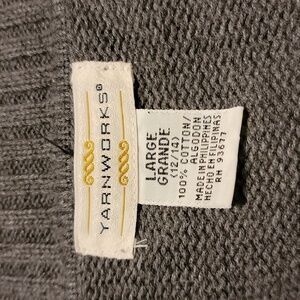 YARNWORKS®
LARGE
GRANDE
(12/14)
100% COTTON/
ALGODON
MADE IN PHILIPPINES
HECHO EN FILIPINAS
RN 93677